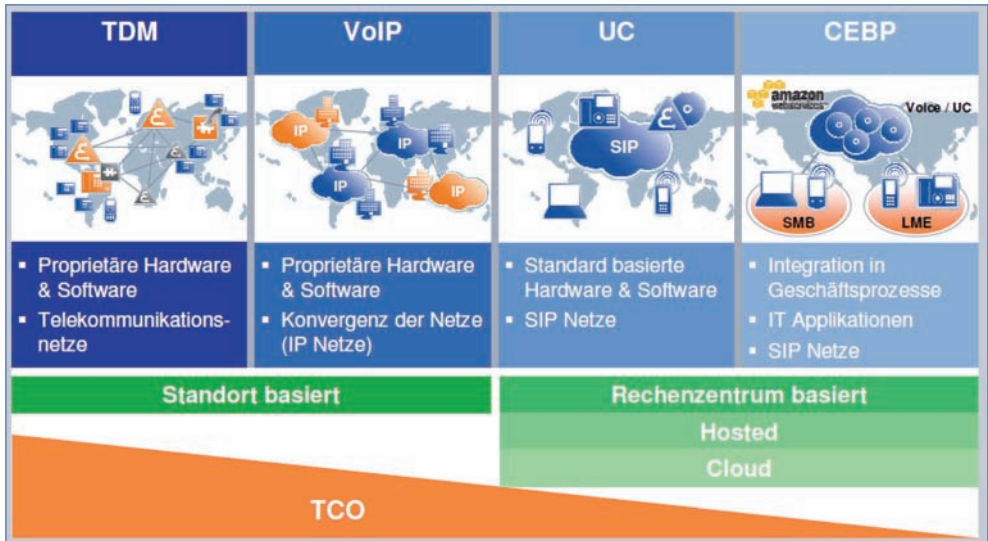 TDM
VoIP
UC
CEBP
IP
IP
IP
IP
SIP
amazon
webservices™
Voice / UC
SMB
LME
▪ Proprietäre Hardware
& Software
▪ Telekommunikations-
netze
▪ Proprietäre Hardware
& Software
▪ Konvergenz der Netze
(IP Netze)
▪ Standard basierte
Hardware & Software
▪ SIP Netze
▪ Integration in
Geschäftsprozesse
▪ IT Applikationen
▪ SIP Netze
Standort basiert
Rechenzentrum basiert
Hosted
Cloud
TCO